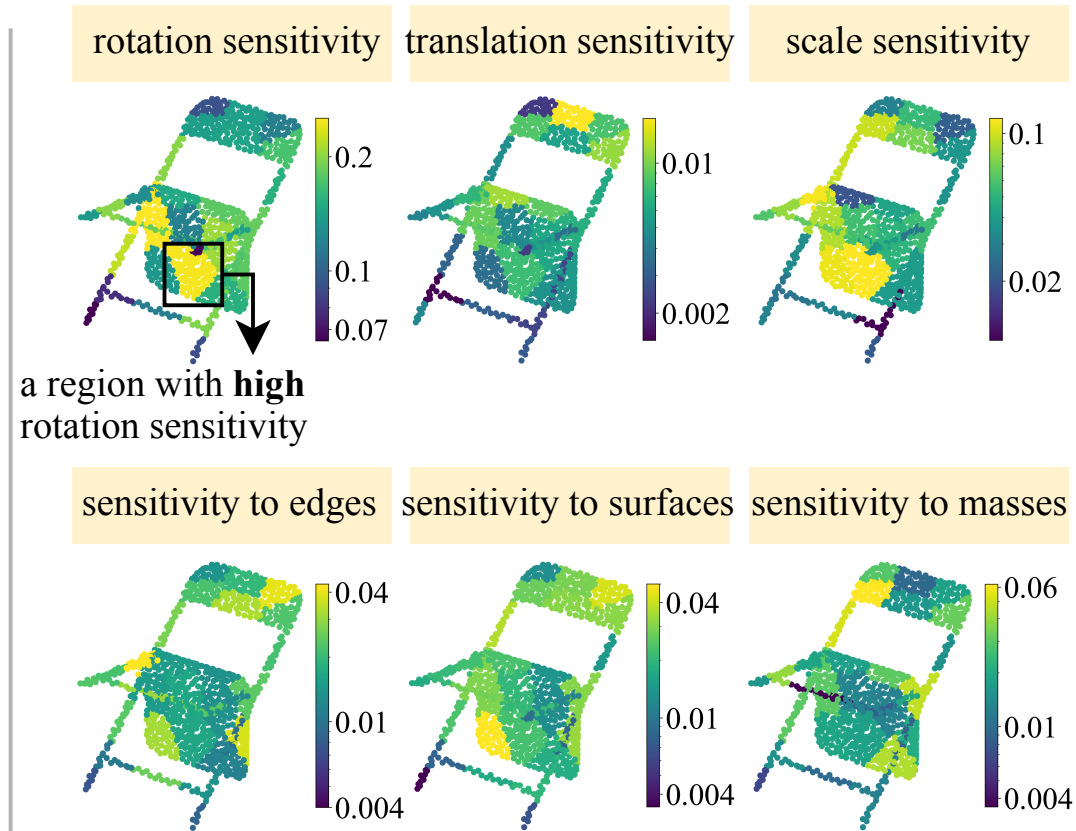 rotation sensitivity
translation sensitivity
scale sensitivity
0.2
0.1
0.07
0.01
0.002
0.1
0.02
a region with high
rotation sensitivity
sensitivity to edges
sensitivity to surfaces
sensitivity to masses
0.04
0.01
0.004
0.04
0.01
0.004
0.06
0.01
0.004